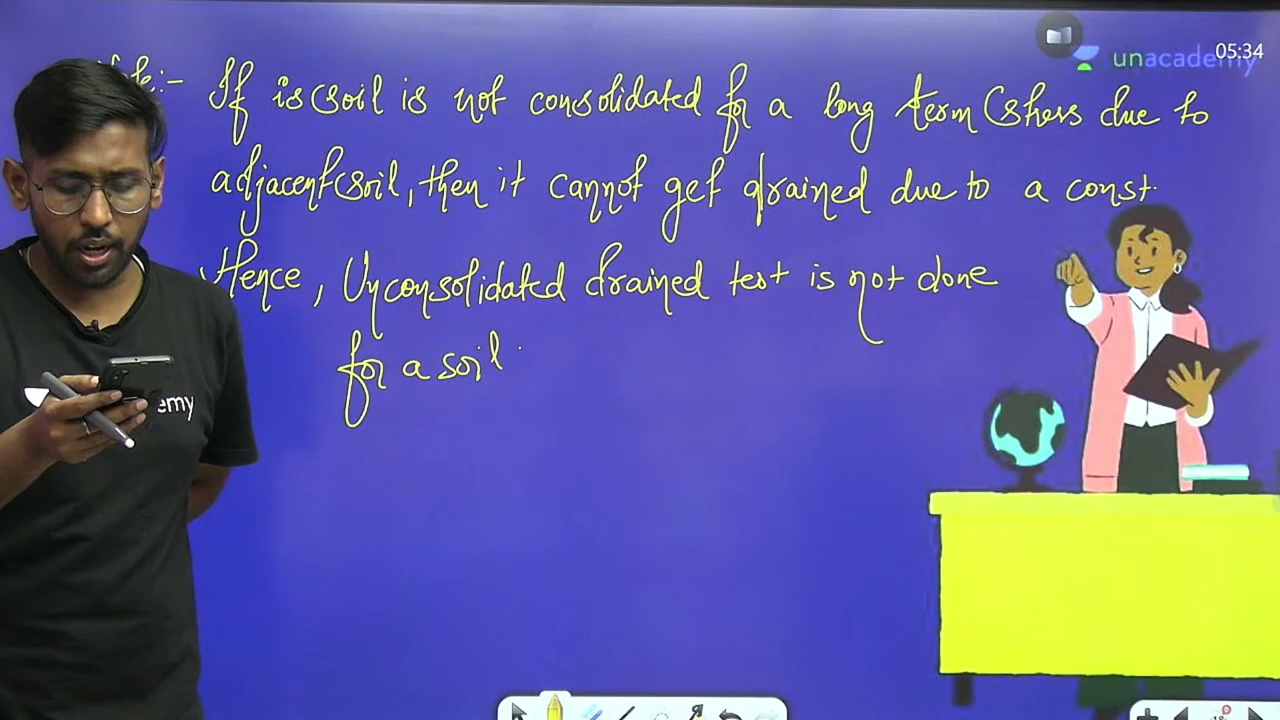 unacademy 05:34
Note:- If is soil is not consolidated for a long term stress due to
adjacent soil, then it cannot get drained due to a const.
Hence, Unconsolidated drained test is not done
for a soil.
emy